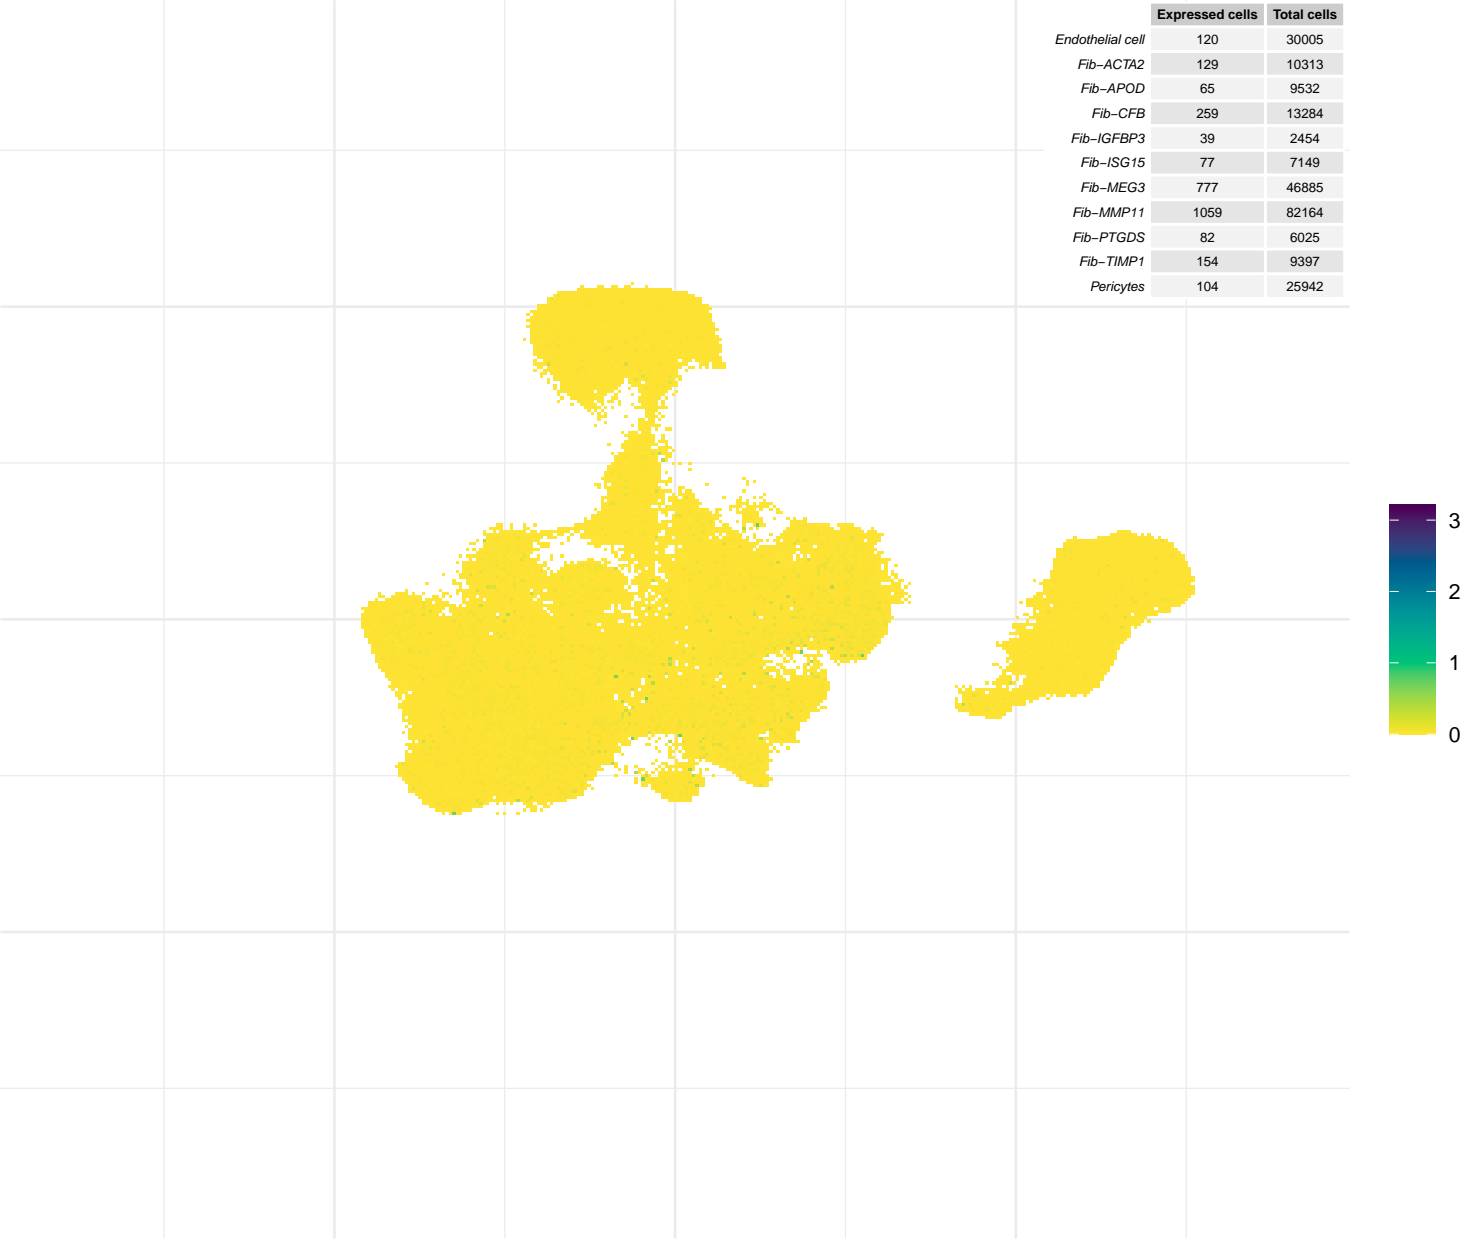 Expressed cells Total cells
Endothelial cell 120 30005
Fib−ACTA2 129 10313
Fib−APOD 65 9532
Fib−CFB 259 13284
Fib−IGFBP3 39 2454
Fib−ISG15 77 7149
Fib−MEG3 777 46885
Fib−MMP11 1059 82164
Fib−PTGDS 82 6025
Fib−TIMP1 154 9397
Pericytes 104 25942
3
2
1
0